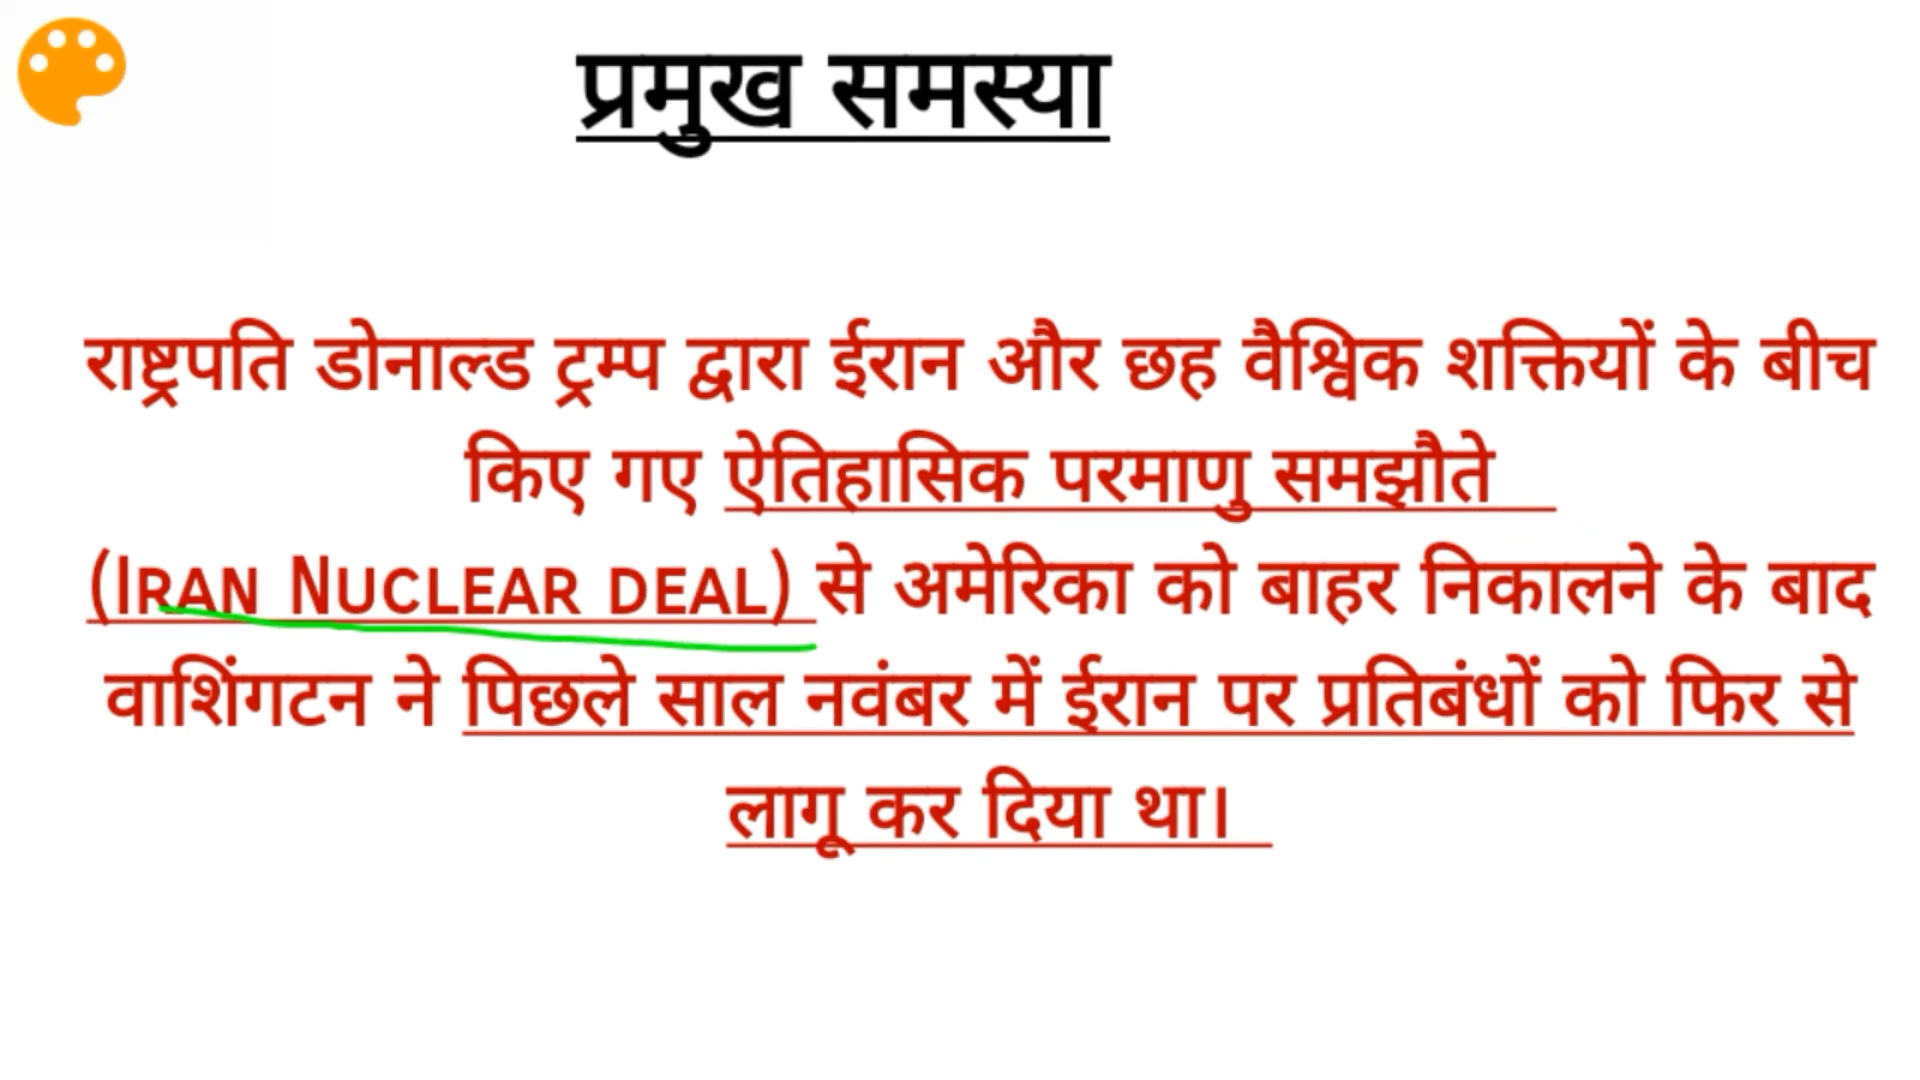 प्रमुख समस्या
राष्ट्रपति डोनाल्ड ट्रम्प द्वारा ईरान और छह वैश्विक शक्तियों के बीच
किए गए ऐतिहासिक परमाणु समझौते
(Iran Nuclear deal) से अमेरिका को बाहर निकालने के बाद
वाशिंगटन ने पिछले साल नवंबर में ईरान पर प्रतिबंधों को फिर से
लागू कर दिया था।